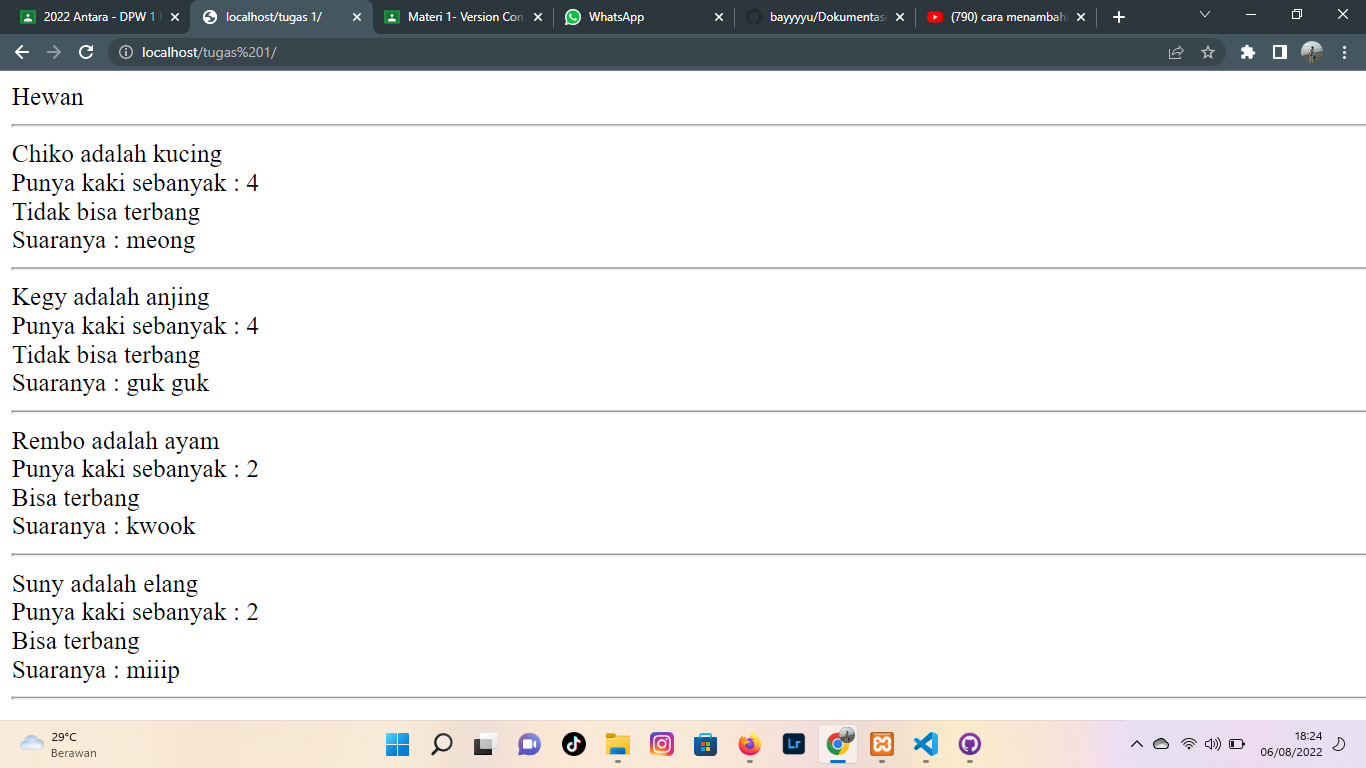 2022 Antara - DPW 1
localhost/tugas 1/
Materi 1- Version Con
WhatsApp
bayyyyu/Dokumentasi
(790) cara menambah
localhost/tugas%201/
Hewan
Chiko adalah kucing
Punya kaki sebanyak : 4
Tidak bisa terbang
Suaranya : meong
Kegy adalah anjing
Punya kaki sebanyak : 4
Tidak bisa terbang
Suaranya : guk guk
Rembo adalah ayam
Punya kaki sebanyak : 2
Bisa terbang
Suaranya : kwook
Suny adalah elang
Punya kaki sebanyak : 2
Bisa terbang
Suaranya : miiip
29°C
Berawan
Lr
18:24
06/08/2022